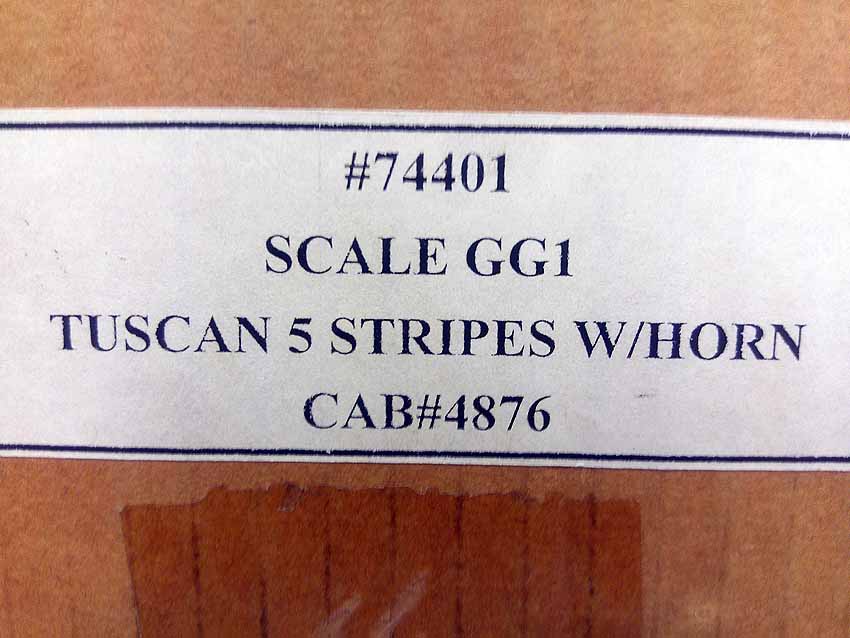 #74401
SCALE GG1
TUSCAN 5 STRIPES W/HORN
CAB#4876